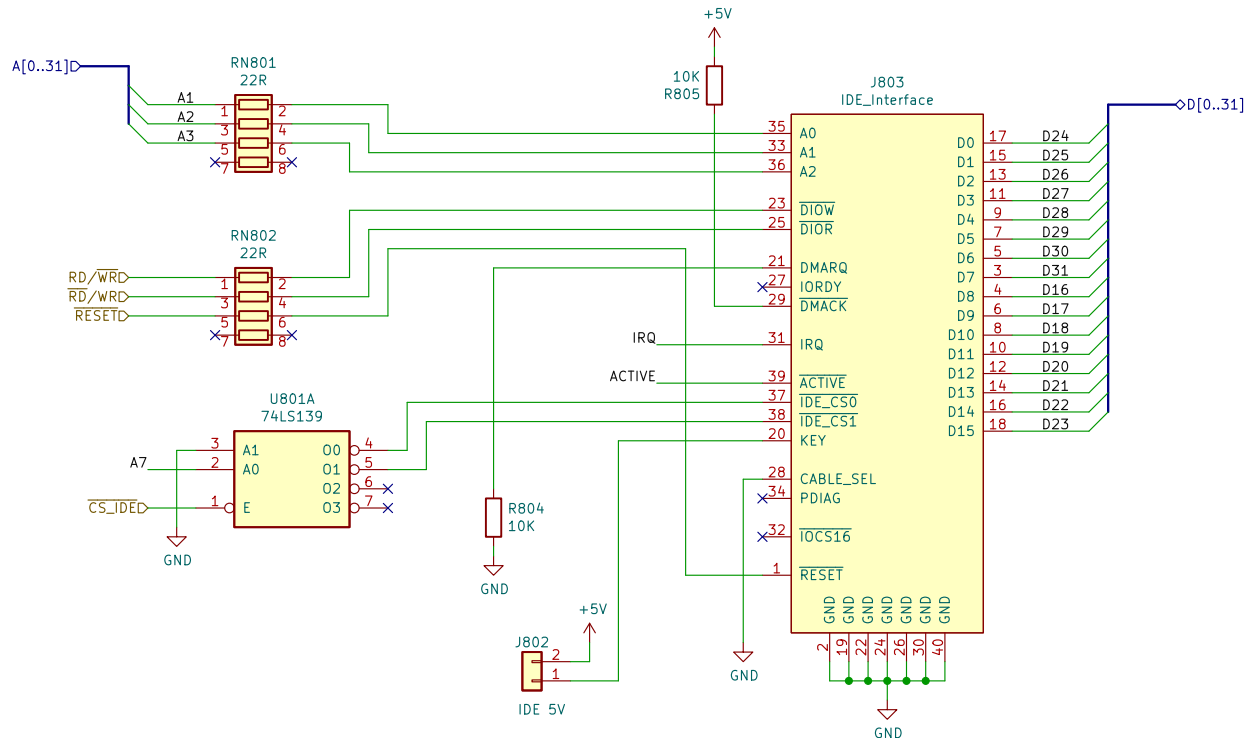 +5V
A[0..31]
RN801
22R
A1
A2
A3
1
3
5
7
2
4
6
8
10K
R805
J803
IDE_Interface
D[0..31]
35 A0
33 A1
36 A2
23 DIOW
25 DIOR
21 DMARQ
27 IORDY
29 DMACK
31 IRQ
39 ACTIVE
37 IDE_CS0
38 IDE_CS1
20 KEY
28 CABLE_SEL
34 PDIAG
32 IOCS16
1 RESET
D0 17 D24
D1 15 D25
D2 13 D26
D3 11 D27
D4 9 D28
D5 7 D29
D6 5 D30
D7 3 D31
D8 4 D16
D9 6 D17
D10 8 D18
D11 10 D19
D12 12 D20
D13 14 D21
D14 16 D22
D15 18 D23
RN802
22R
RD/WR
RD/WR
RESET
1
3
5
7
2
4
6
8
IRQ
ACTIVE
U801A
74LS139
A7
CS_IDE
3 A1
2 A0
1 E
O0 4
O1 5
O2 6
O3 7
GND
R804
10K
GND
+5V
J802
2
1
IDE 5V
GND
GND GND GND GND GND GND GND
2 19 22 24 26 30 40
GND